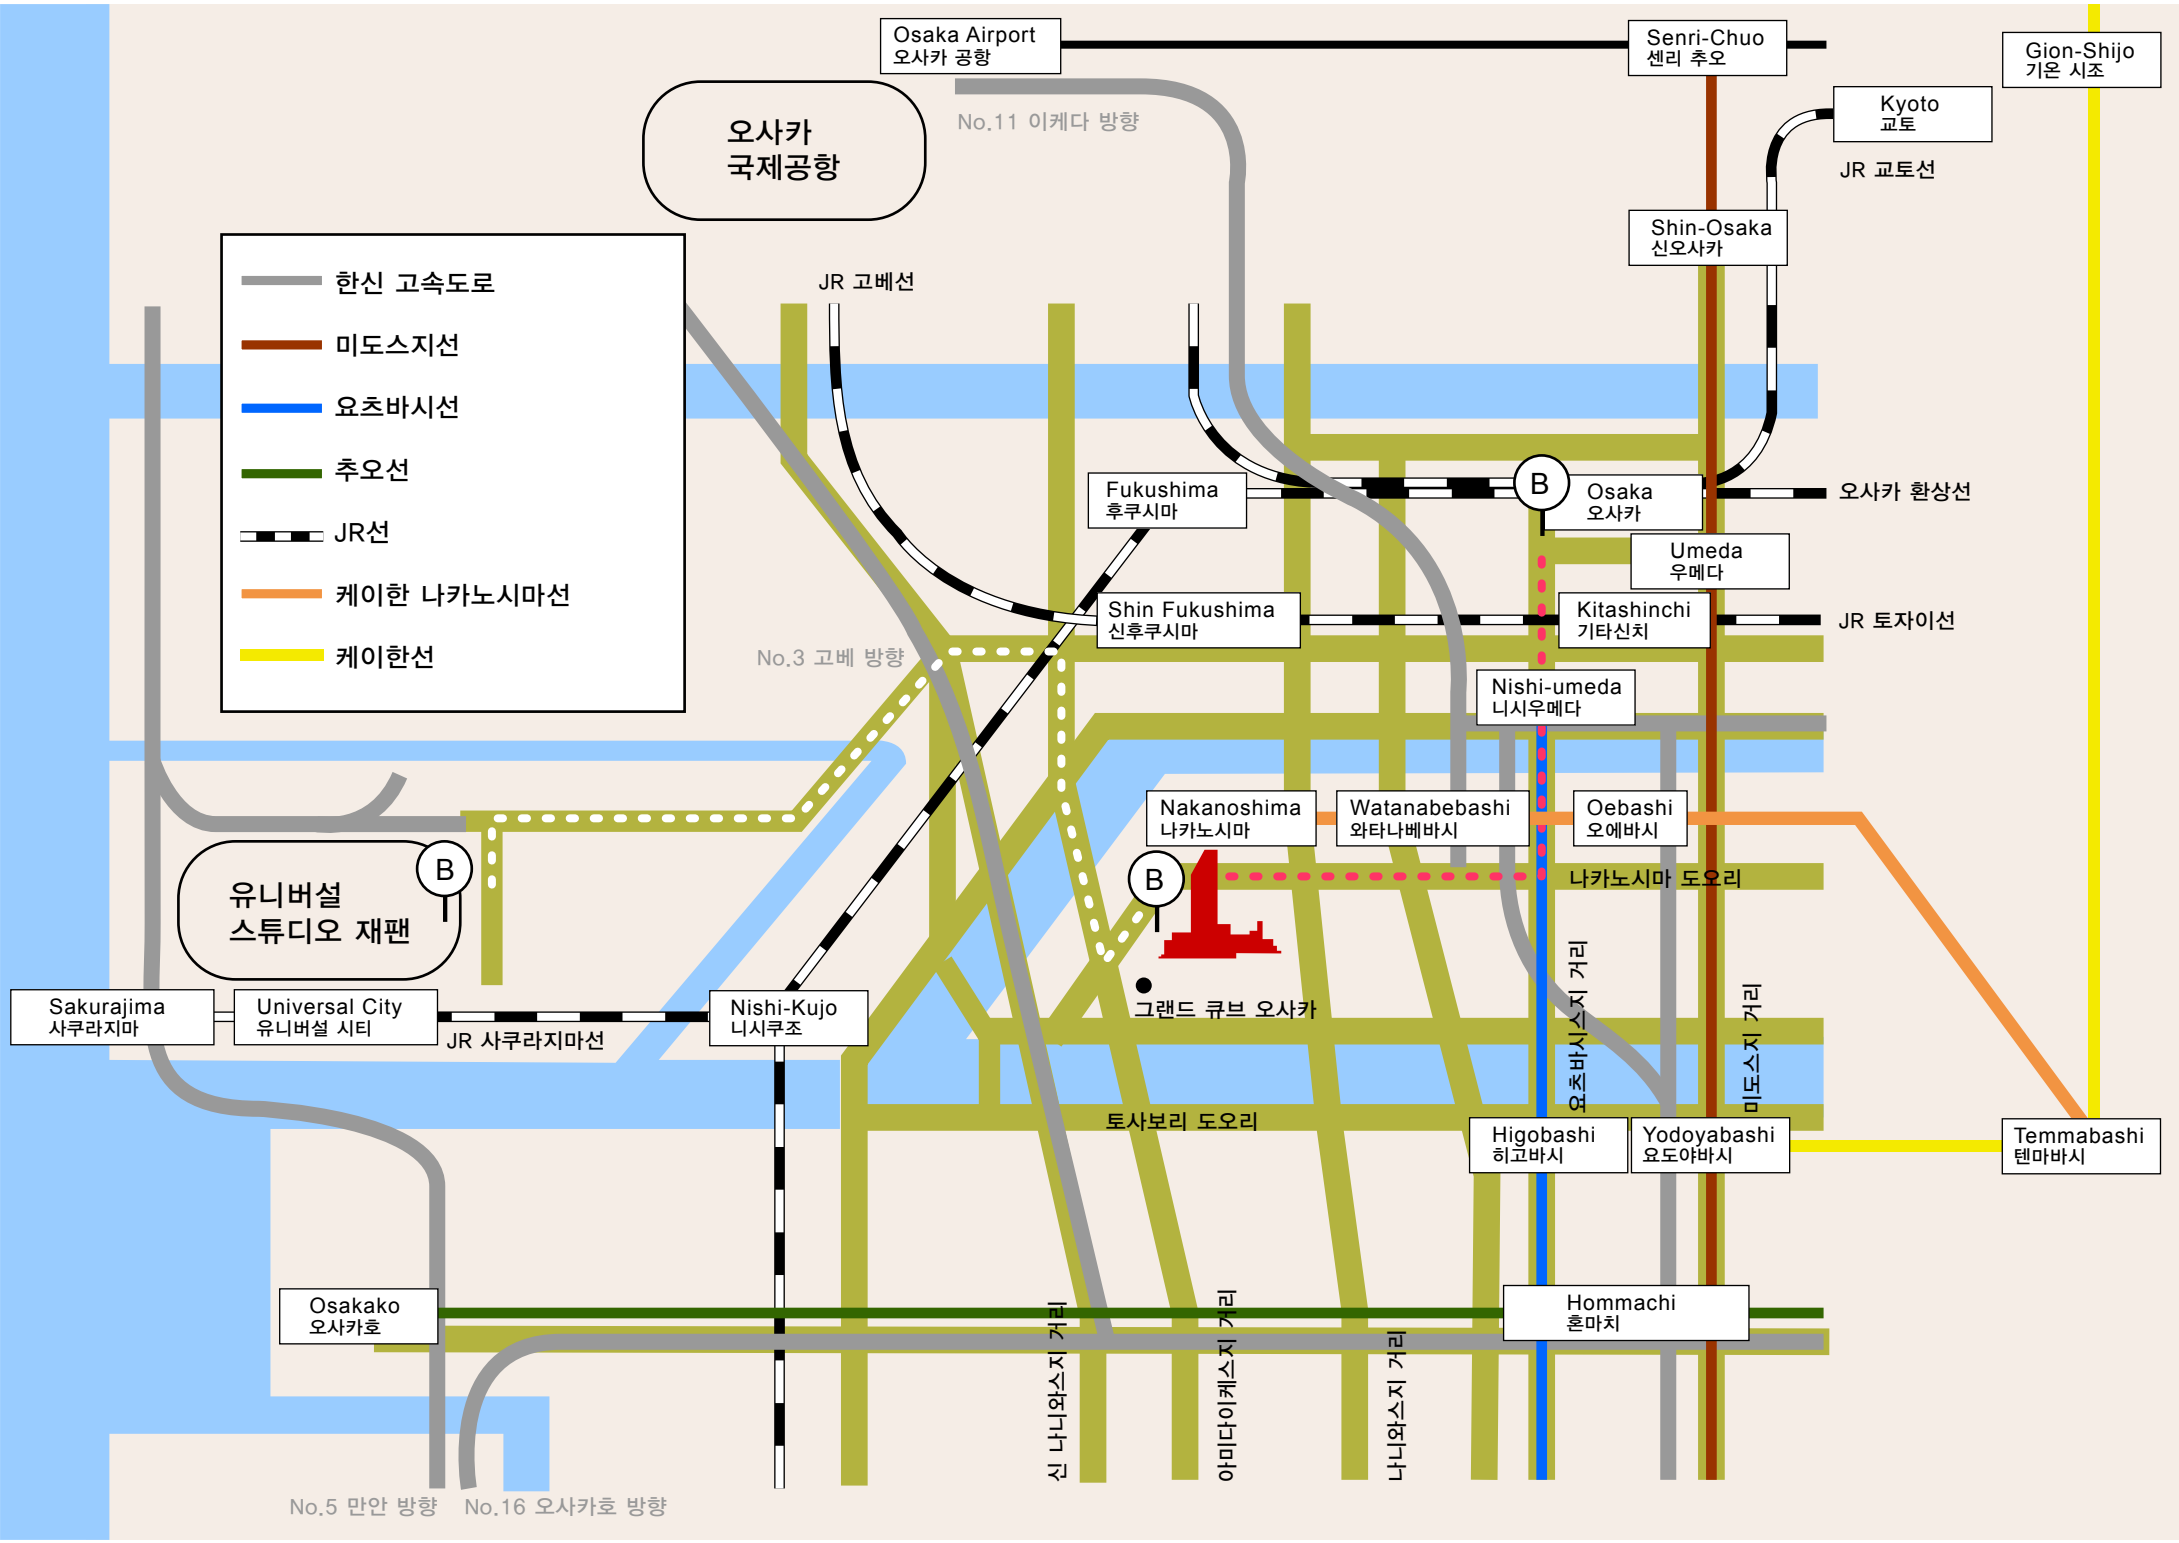 Osaka Airport
오사카 공항
Senri-Chuo
센리 추오
Gion-Shijo
기온 시조
No.11 이케다 방향
Kyoto
교토
JR 교토선
오사카
국제공항
Shin-Osaka
신오사카
JR 고베선
한신 고속도로
미도스지선
요츠바시선
추오선
JR선
케이한 나카노시마선
케이한선
Fukushima
후쿠시마
B
Osaka
오사카
오사카 환상선
Umeda
우메다
Shin Fukushima
신후쿠시마
Kitashinchi
기타신치
JR 토자이선
No.3 고베 방향
Nishi-umeda
니시우메다
Nakanoshima
나카노시마
Watanabebashi
와타나베바시
Oebashi
오에바시
유니버설
스튜디오 재팬
B
B
나카노시마 도오리
요츠바시스지 거리
미도스지 거리
그랜드 큐브 오사카
Sakurajima
사쿠라지마
Universal City
유니버설 시티
JR 사쿠라지마선
Nishi-Kujo
니시쿠조
토사보리 도오리
Higobashi
히고바시
Yodoyabashi
요도야바시
Temmabashi
텐마바시
Osakako
오사카호
Hommachi
혼마치
신 나니와스지 거리
아미다이케스지 거리
나니와스지 거리
No.5 만안 방향
No.16 오사카호 방향